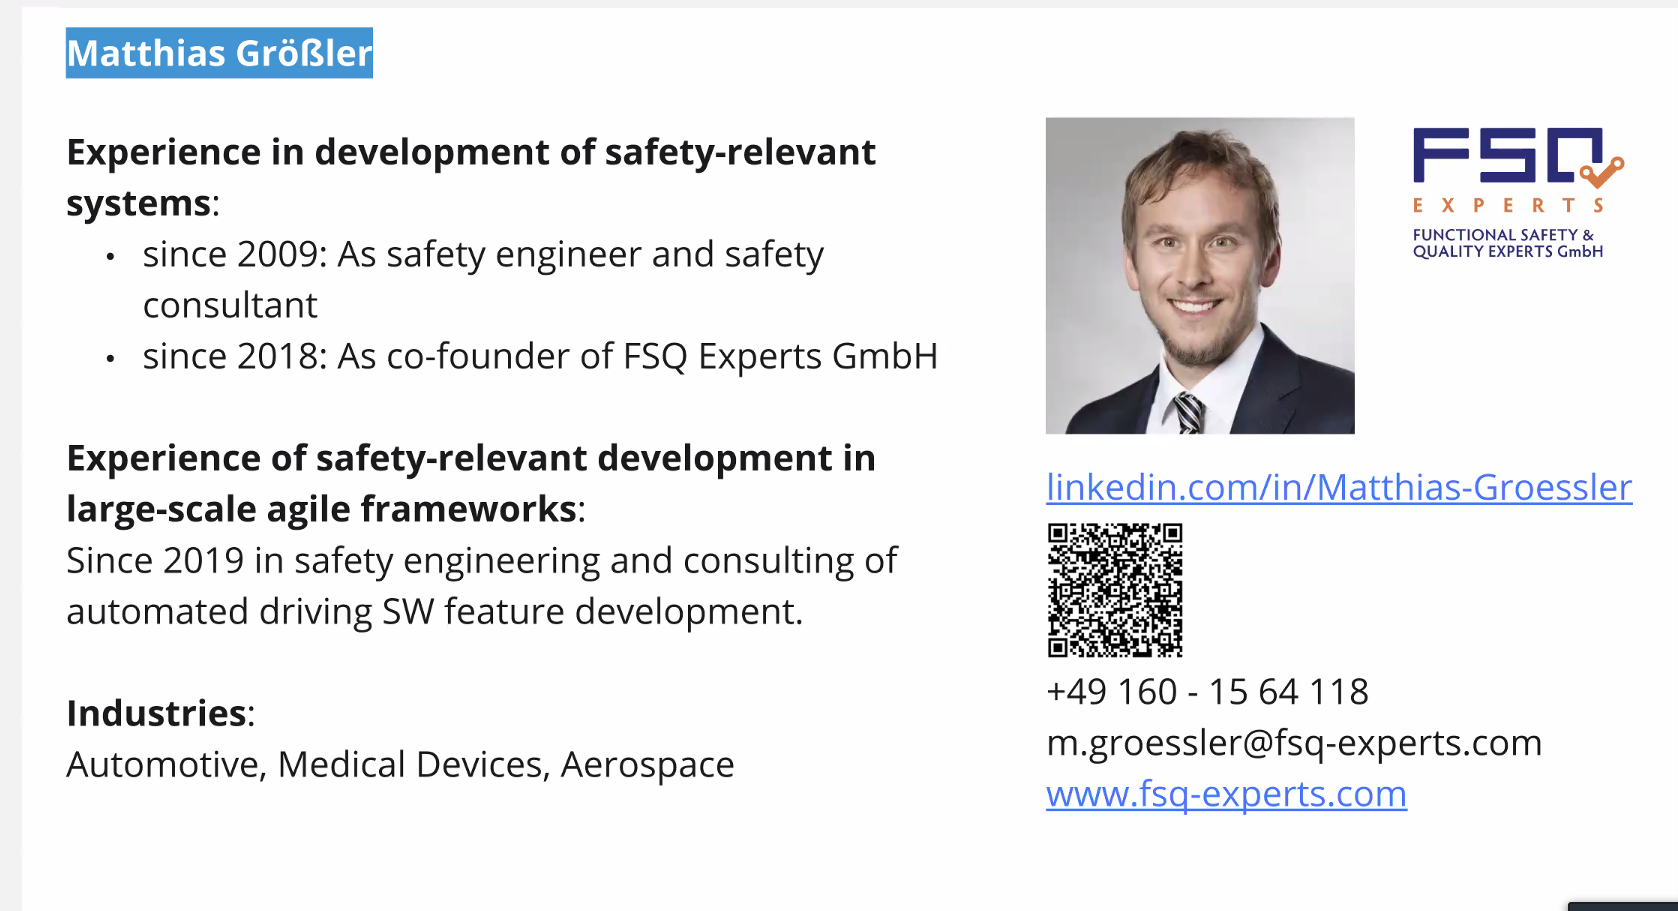 Matthias Größler
Experience in development of safety-relevant
systems:
• since 2009: As safety engineer and safety
consultant
• since 2018: As co-founder of FSQ Experts GmbH
Experience of safety-relevant development in
large-scale agile frameworks:
Since 2019 in safety engineering and consulting of
automated driving SW feature development.
Industries:
Automotive, Medical Devices, Aerospace
FSQ
EXPERTS
FUNCTIONAL SAFETY &
QUALITY EXPERTS GmbH
linkedin.com/in/Matthias-Groessler
+49 160 - 15 64 118
m.groessler@fsq-experts.com
www.fsq-experts.com